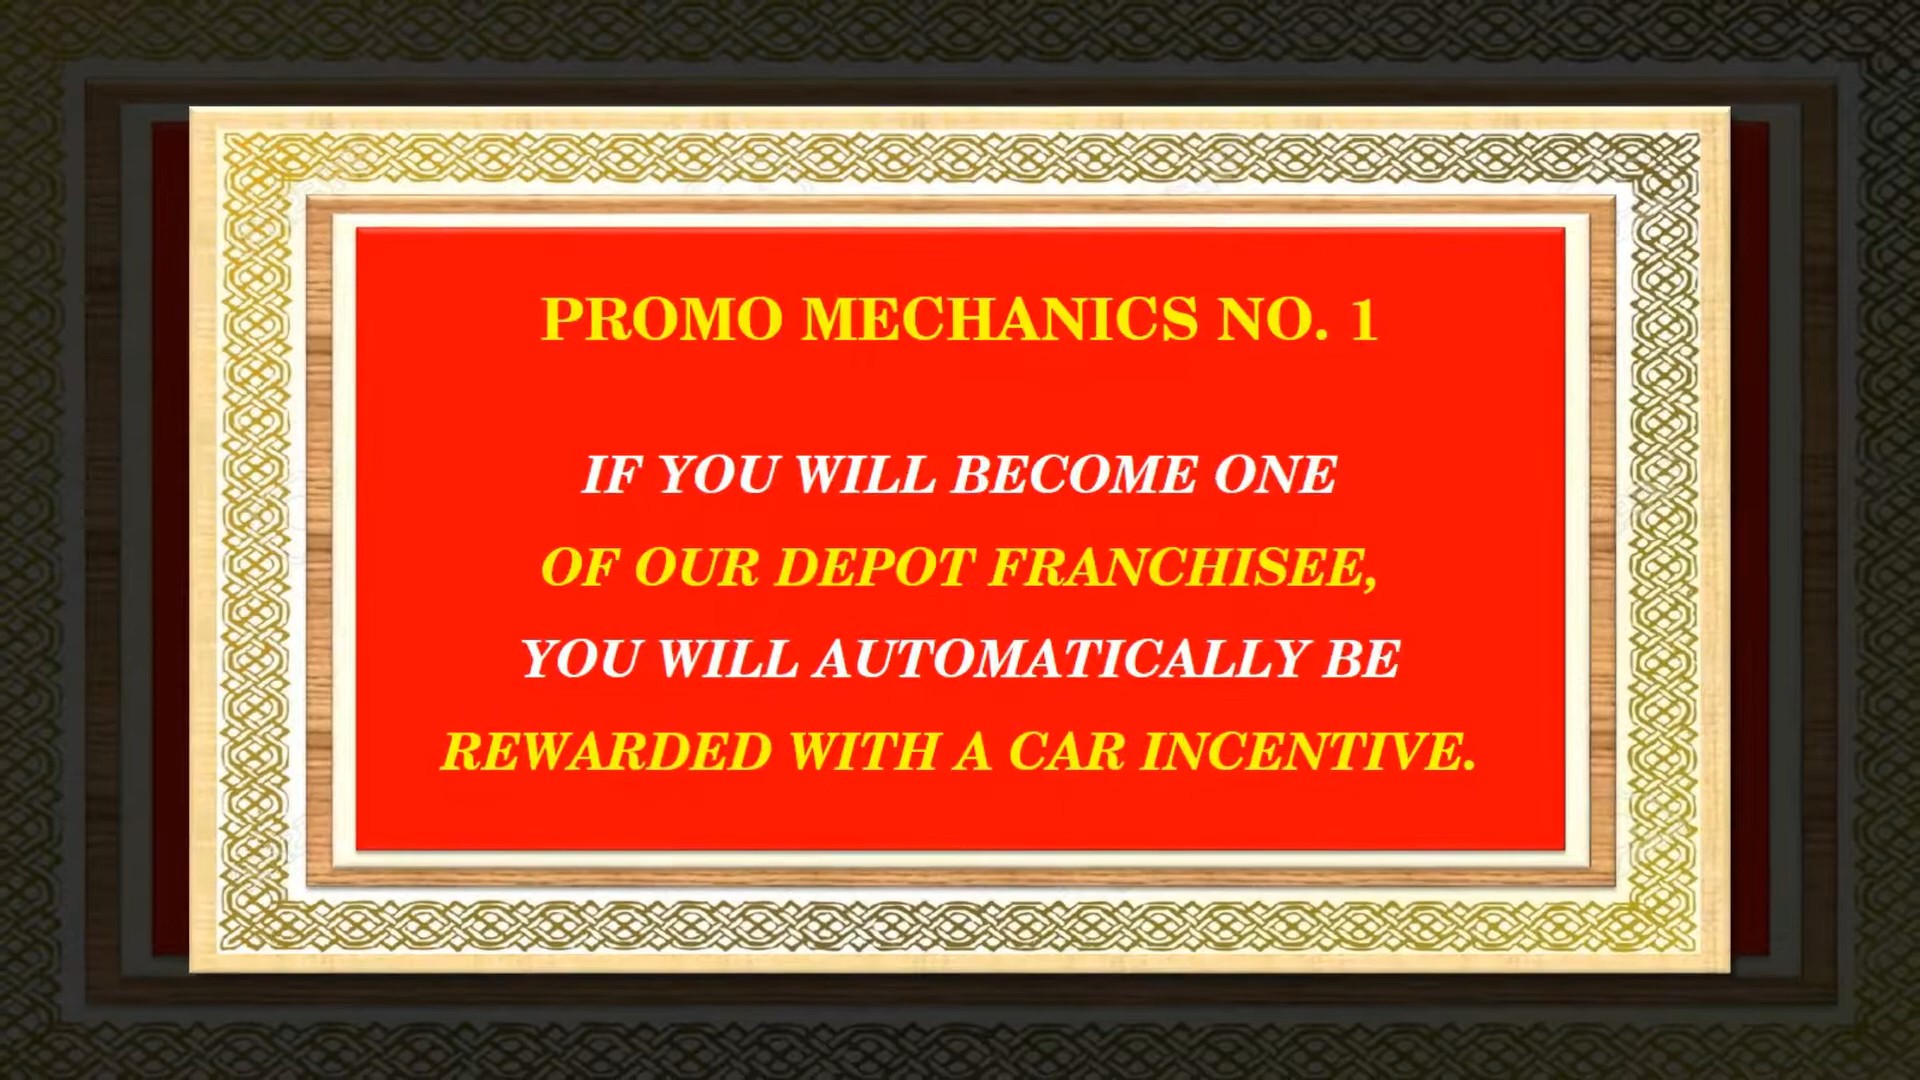 PROMO MECHANICS NO. 1
IF YOU WILL BECOME ONE
OF OUR DEPOT FRANCHISEE,
YOU WILL AUTOMATICALLY BE
REWARDED WITH A CAR INCENTIVE.